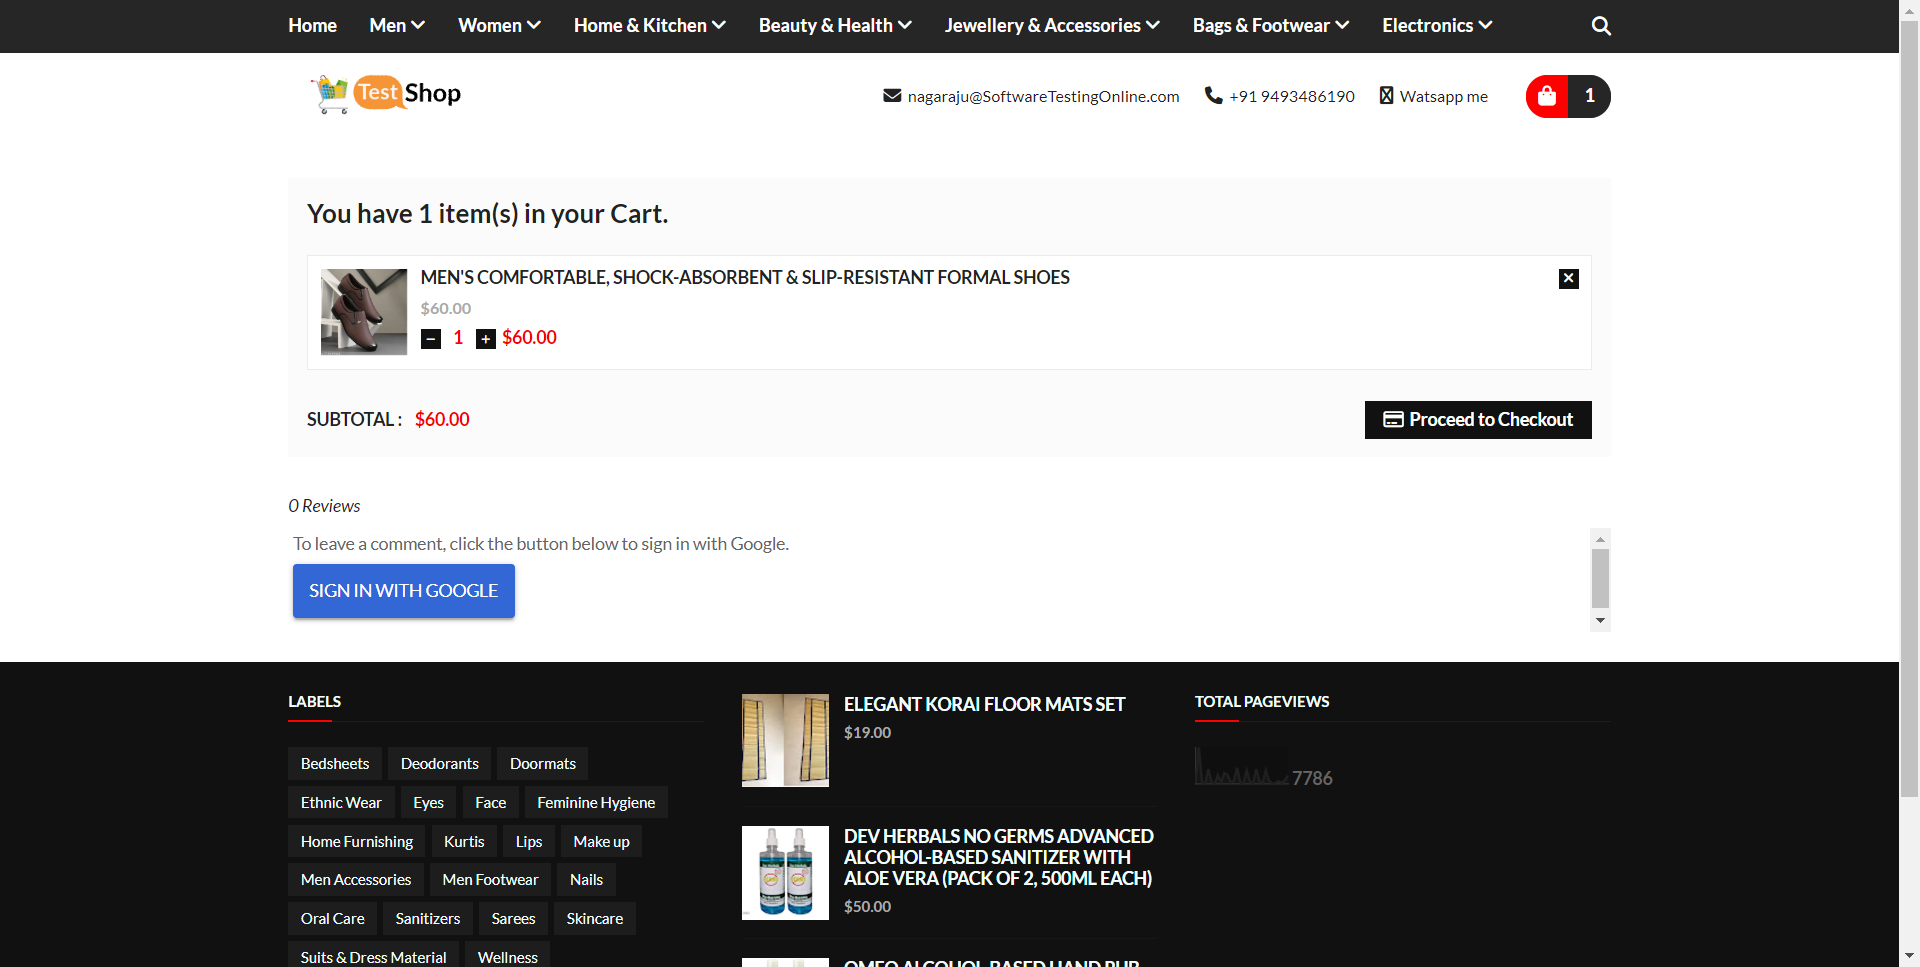 Home Men Women Home & Kitchen Beauty & Health Jewellery & Accessories Bags & Footwear Electronics
Test Shop
nagaraju@SoftwareTestingOnline.com +91 9493486190 Watsapp me 1
You have 1 item(s) in your Cart.
MEN'S COMFORTABLE, SHOCK-ABSORBENT & SLIP-RESISTANT FORMAL SHOES
$60.00
− 1 + $60.00
SUBTOTAL : $60.00
Proceed to Checkout
0 Reviews
To leave a comment, click the button below to sign in with Google.
SIGN IN WITH GOOGLE
LABELS
Bedsheets Deodorants Doormats
Ethnic Wear Eyes Face Feminine Hygiene
Home Furnishing Kurtis Lips Make up
Men Accessories Men Footwear Nails
Oral Care Sanitizers Sarees Skincare
Suits & Dress Material Wellness
ELEGANT KORAI FLOOR MATS SET
$19.00
DEV HERBALS NO GERMS ADVANCED
ALCOHOL-BASED SANITIZER WITH
ALOE VERA (PACK OF 2, 500ML EACH)
$50.00
TOTAL PAGEVIEWS
7786